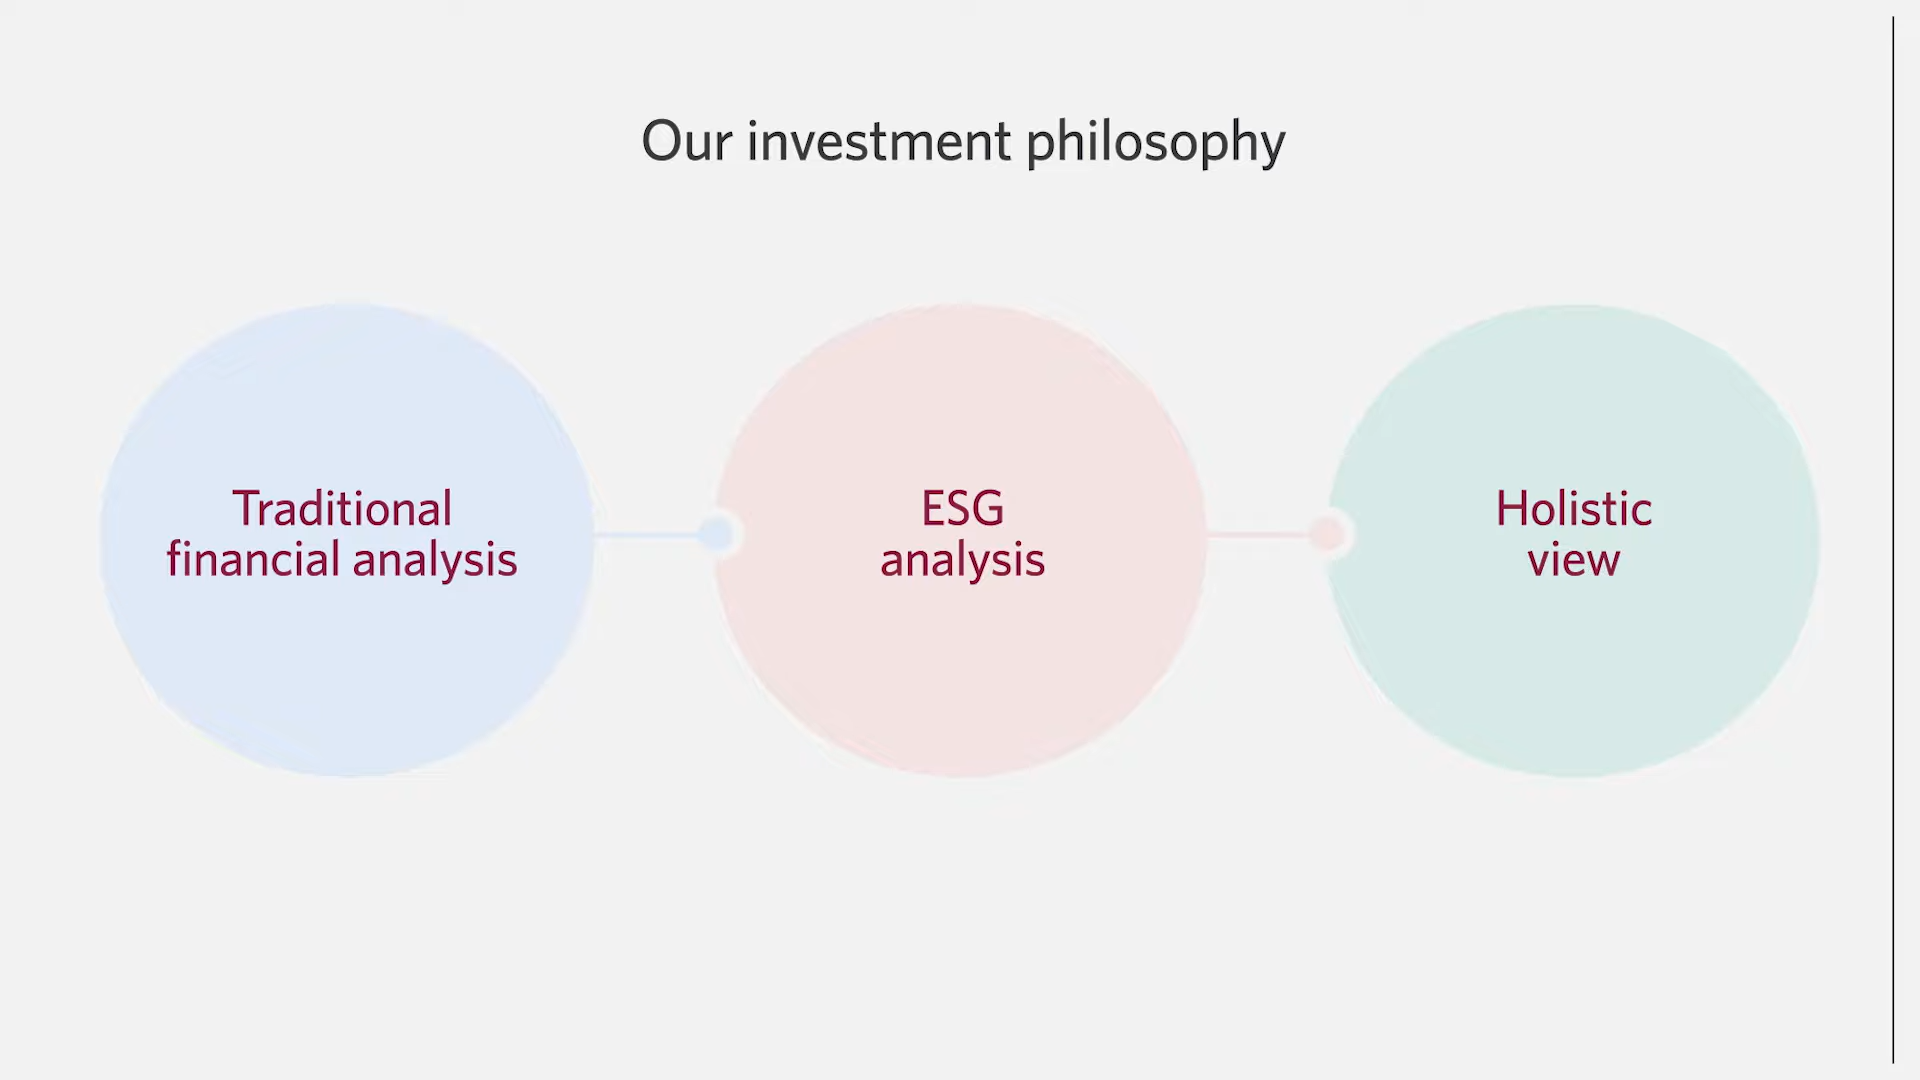 Our investment philosophy
Traditional
financial analysis
ESG
analysis
Holistic
view